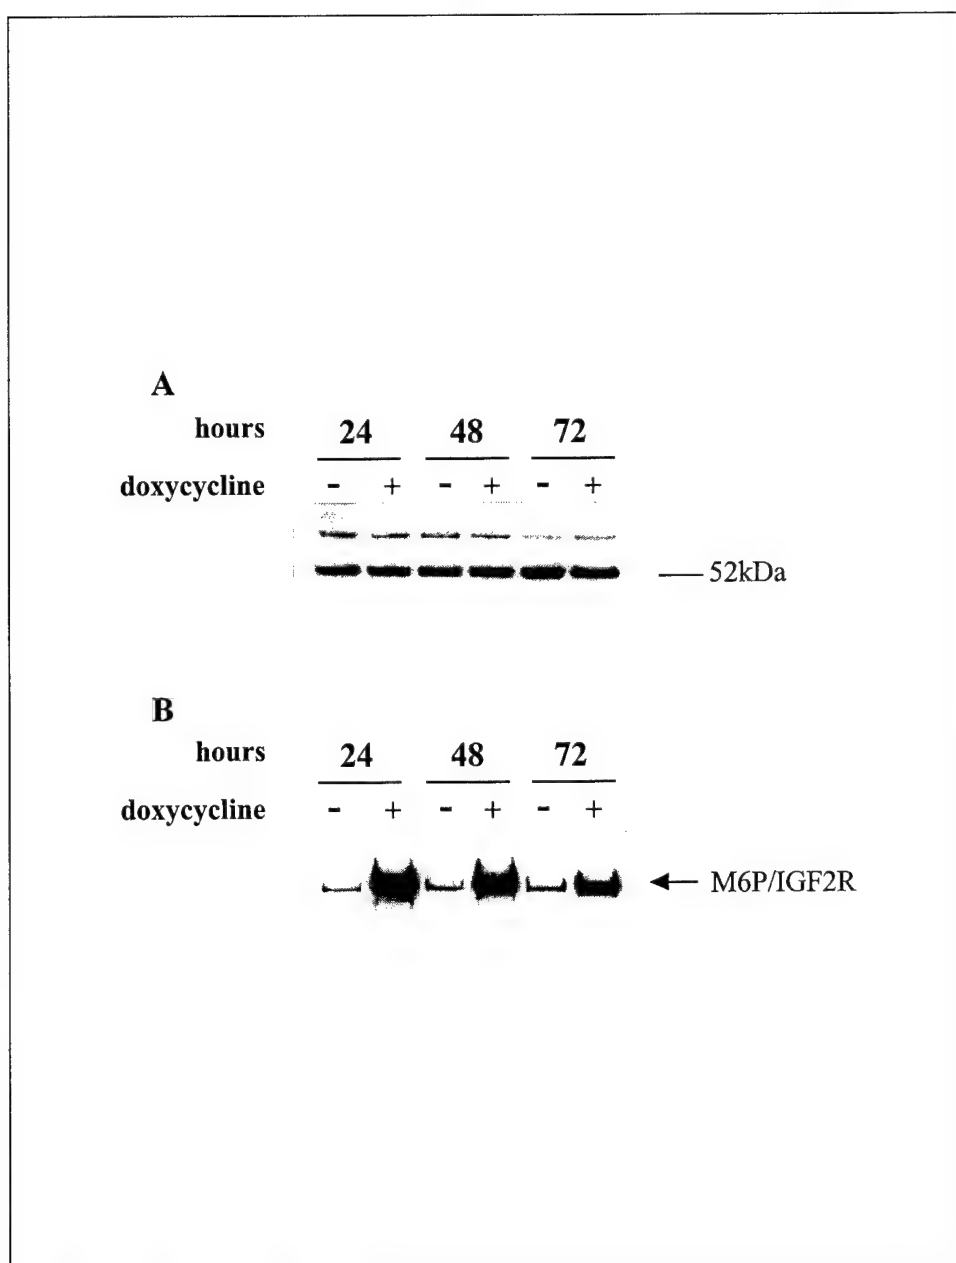 A
hours 24 48 72
doxycycline - + - + - +
52kDa
B
hours 24 48 72
doxycycline - + - + - +
M6P/IGF2R